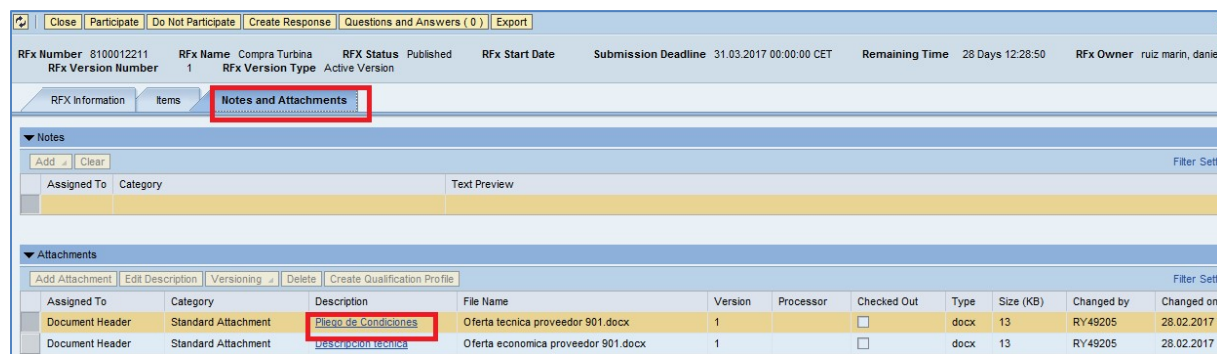 Close Participate Do Not Participate Create Response Questions and Answers ( 0 ) Export
RFx Number 8100012211 RFx Name Compra Turbina RFX Status Published RFx Start Date Submission Deadline 31.03.2017 00:00:00 CET Remaining Time 28 Days 12:28:50 RFx Owner ruiz marin, danie
RFx Version Number 1 RFx Version Type Active Version
RFX Information Items Notes and Attachments
Notes
Add Clear Filter Sett
Assigned To Category Text Preview
Attachments
Add Attachment Edit Description Versioning Delete Create Qualification Profile Filter Sett
Assigned To Category Description File Name Version Processor Checked Out Type Size (KB) Changed by Changed on
Document Header Standard Attachment Pliego de Condiciones Oferta tecnica proveedor 901.docx 1 docx 13 RY49205 28.02.2017
Document Header Standard Attachment Descripcion tecnica Oferta economica proveedor 901.docx 1 docx 13 RY49205 28.02.2017